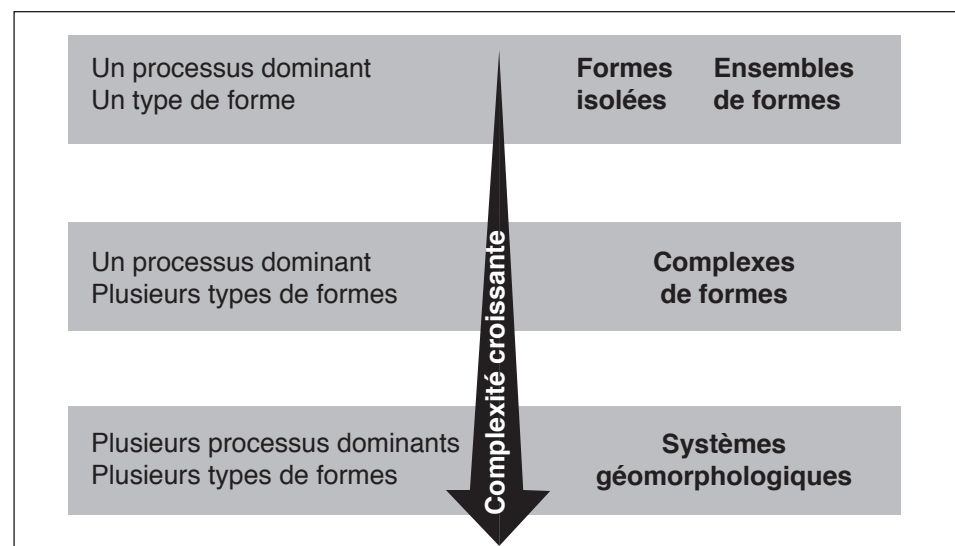 Un processus dominant
Un type de forme
Formes isolées
Ensembles de formes
Un processus dominant
Plusieurs types de formes
Complexes
de formes
Plusieurs processus dominants
Plusieurs types de formes
Systèmes
géomorphologiques
Complexité croissante